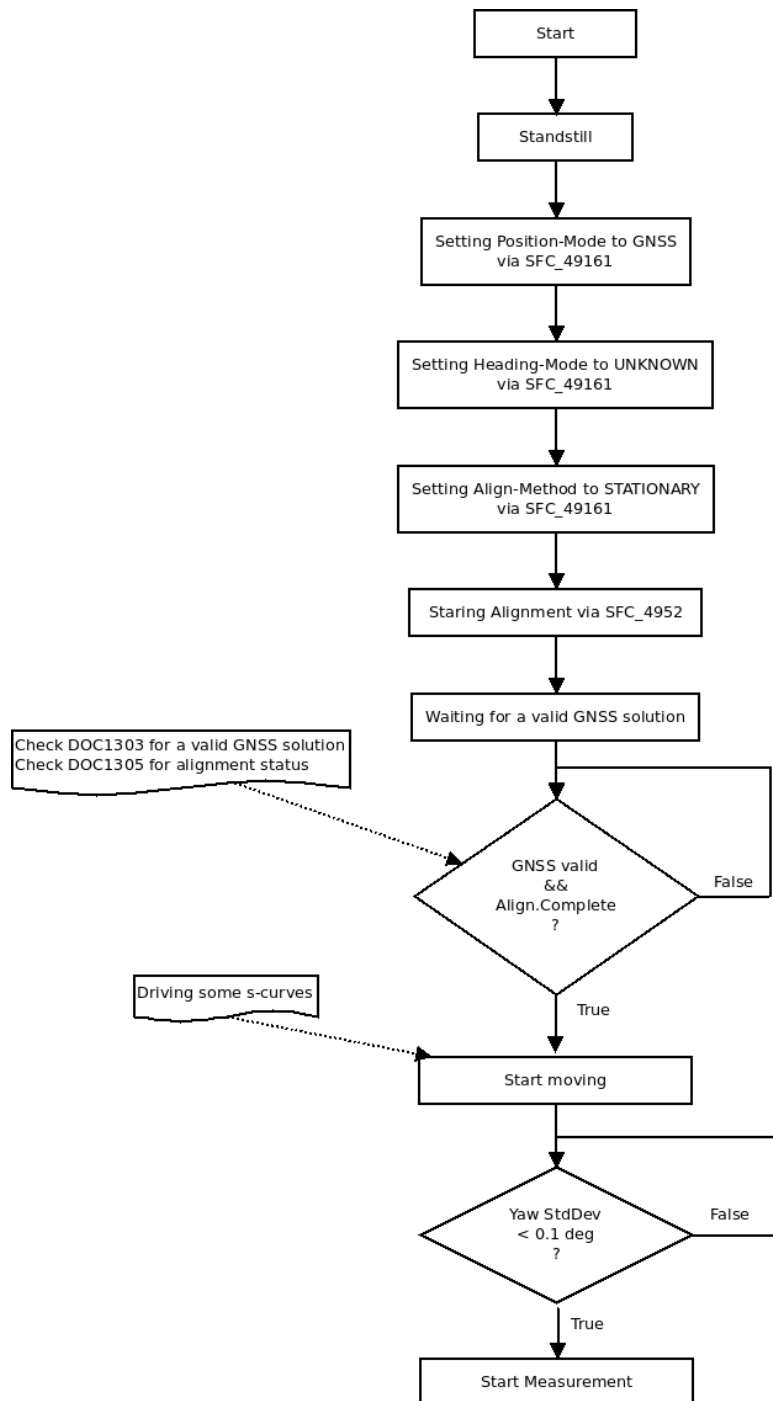 Start
Standstill
Setting Position-Mode to GNSS
via SFC_49161
Setting Heading-Mode to UNKNOWN
via SFC_49161
Setting Align-Method to STATIONARY
via SFC_49161
Staring Alignment via SFC_4952
Waiting for a valid GNSS solution
Check DOC1303 for a valid GNSS solution
Check DOC1305 for alignment status
GNSS valid
&&
Align.Complete
?
False
True
Driving some s-curves
Start moving
Yaw StdDev
< 0.1 deg
?
False
True
Start Measurement